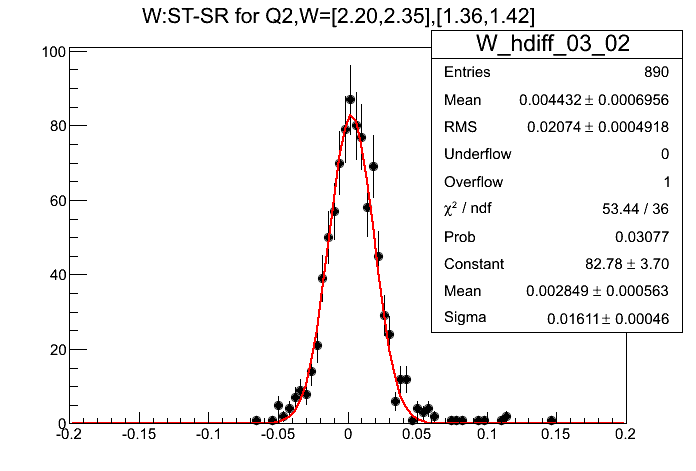 W:ST-SR for Q2,W=[2.20,2.35],[1.36,1.42]
W_hdiff_03_02
Entries 890
Mean 0.004432 ± 0.0006956
RMS 0.02074 ± 0.0004918
Underflow 0
Overflow 1
χ² / ndf 53.44 / 36
Prob 0.03077
Constant 82.78 ± 3.70
Mean 0.002849 ± 0.000563
Sigma 0.01611 ± 0.00046
100
80
60
40
20
0
-0.2 -0.15 -0.1 -0.05 0 0.05 0.1 0.15 0.2